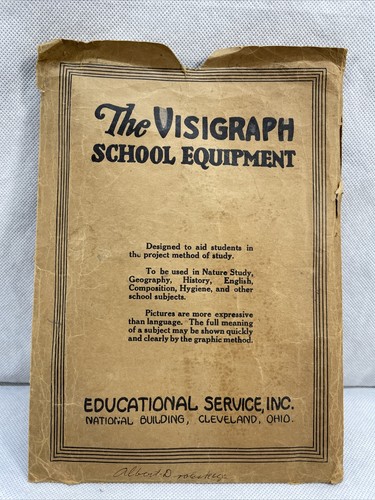 The VISIGRAPH
SCHOOL EQUIPMENT
Designed to aid students in
the project method of study.
To be used in Nature Study,
Geography, History, English,
Composition, Hygiene, and other
school subjects.
Pictures are more expressive
than language. The full meaning
of a subject may be shown quickly
and clearly by the graphic method.
EDUCATIONAL SERVICE, INC.
NATIONAL BUILDING, CLEVELAND, OHIO.
Albert D